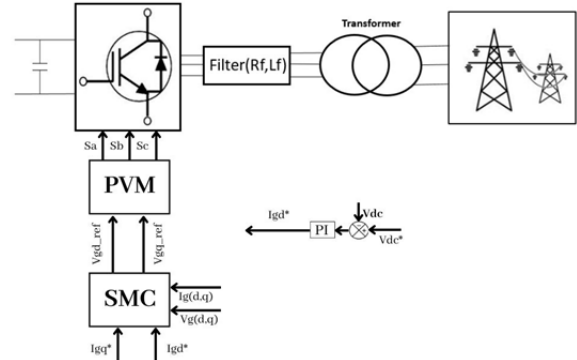 Transformer
Filter(Rf,Lf)
Sa
Sb
Sc
PVM
Vgd_ref
Vgq_ref
Igd*
PI
Vdc
Vdc*
SMC
Ig(d,q)
Vg(d,q)
Igq*
Igd*